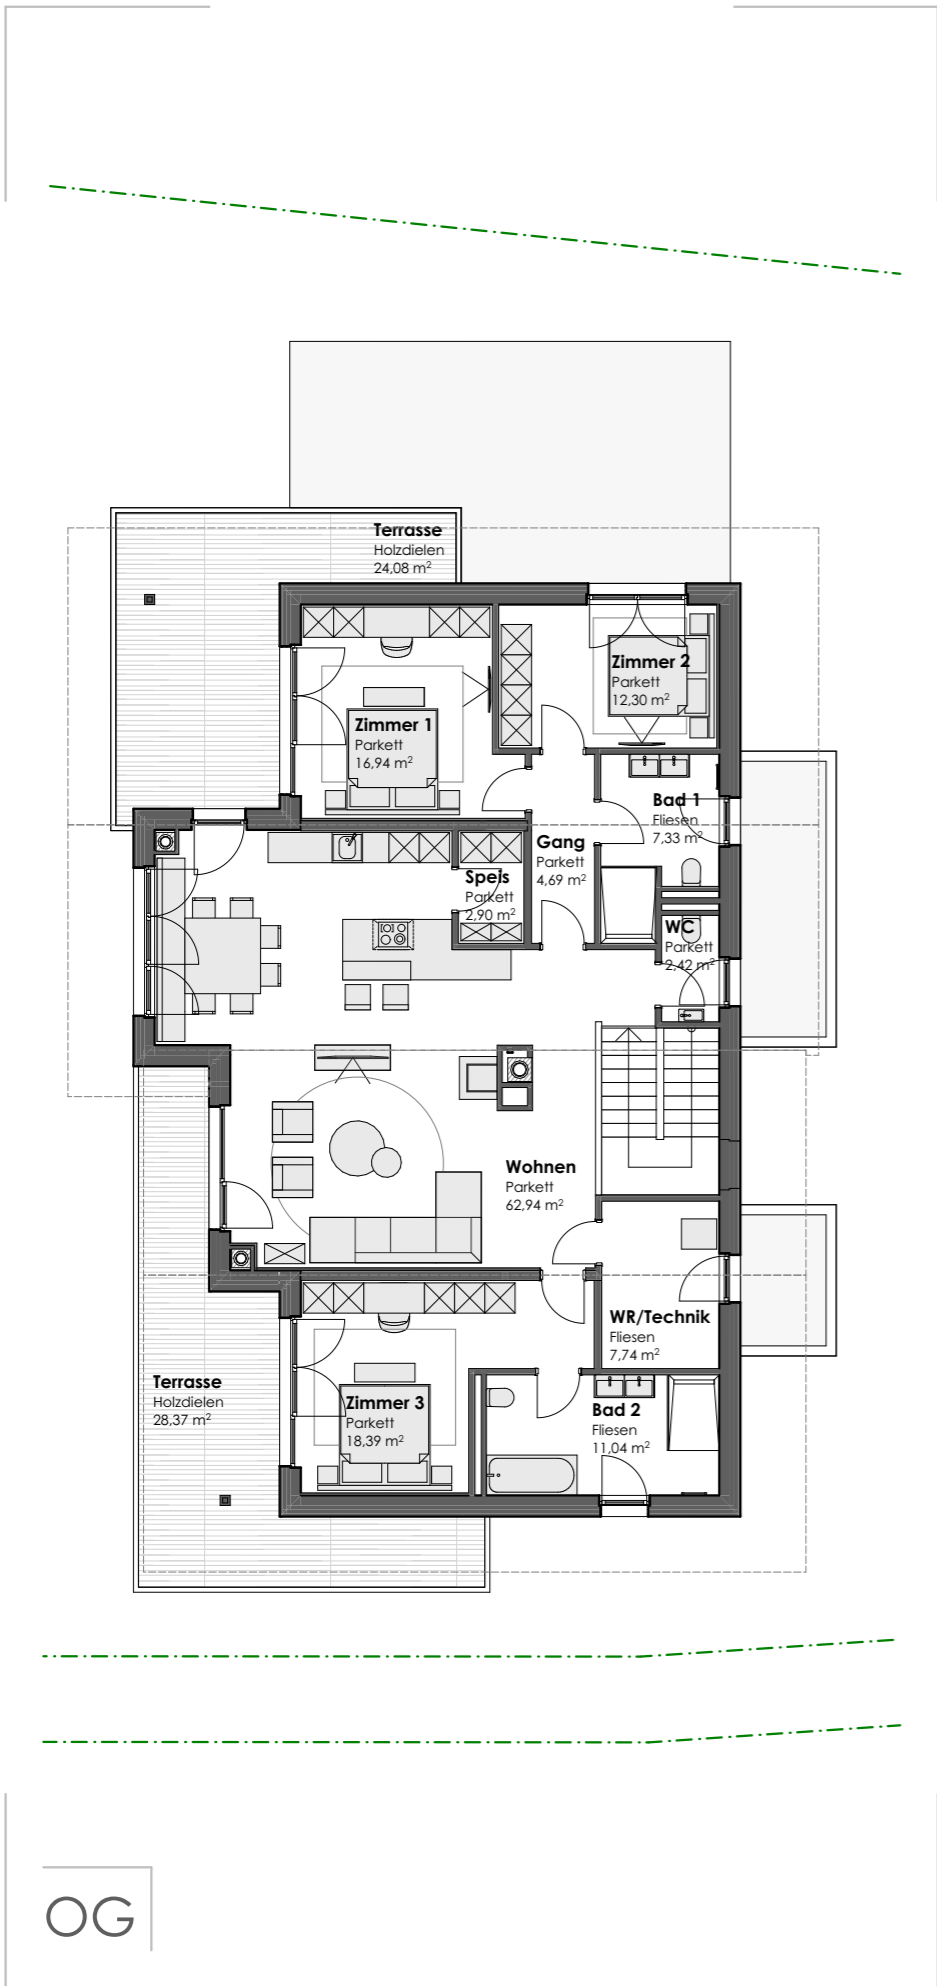 Terrasse
Holzdielen
24,08 m²
Zimmer 1
Parkett
16,94 m²
Zimmer 2
Parkett
12,30 m²
Bad 1
Fliesen
7,33 m²
Gang
Parkett
4,69 m²
Speis
Parkett
2,90 m²
WC
Parkett
2,42 m²
Wohnen
Parkett
62,94 m²
WR/Technik
Fliesen
7,74 m²
Terrasse
Holzdielen
28,37 m²
Zimmer 3
Parkett
18,39 m²
Bad 2
Fliesen
11,04 m²
OG